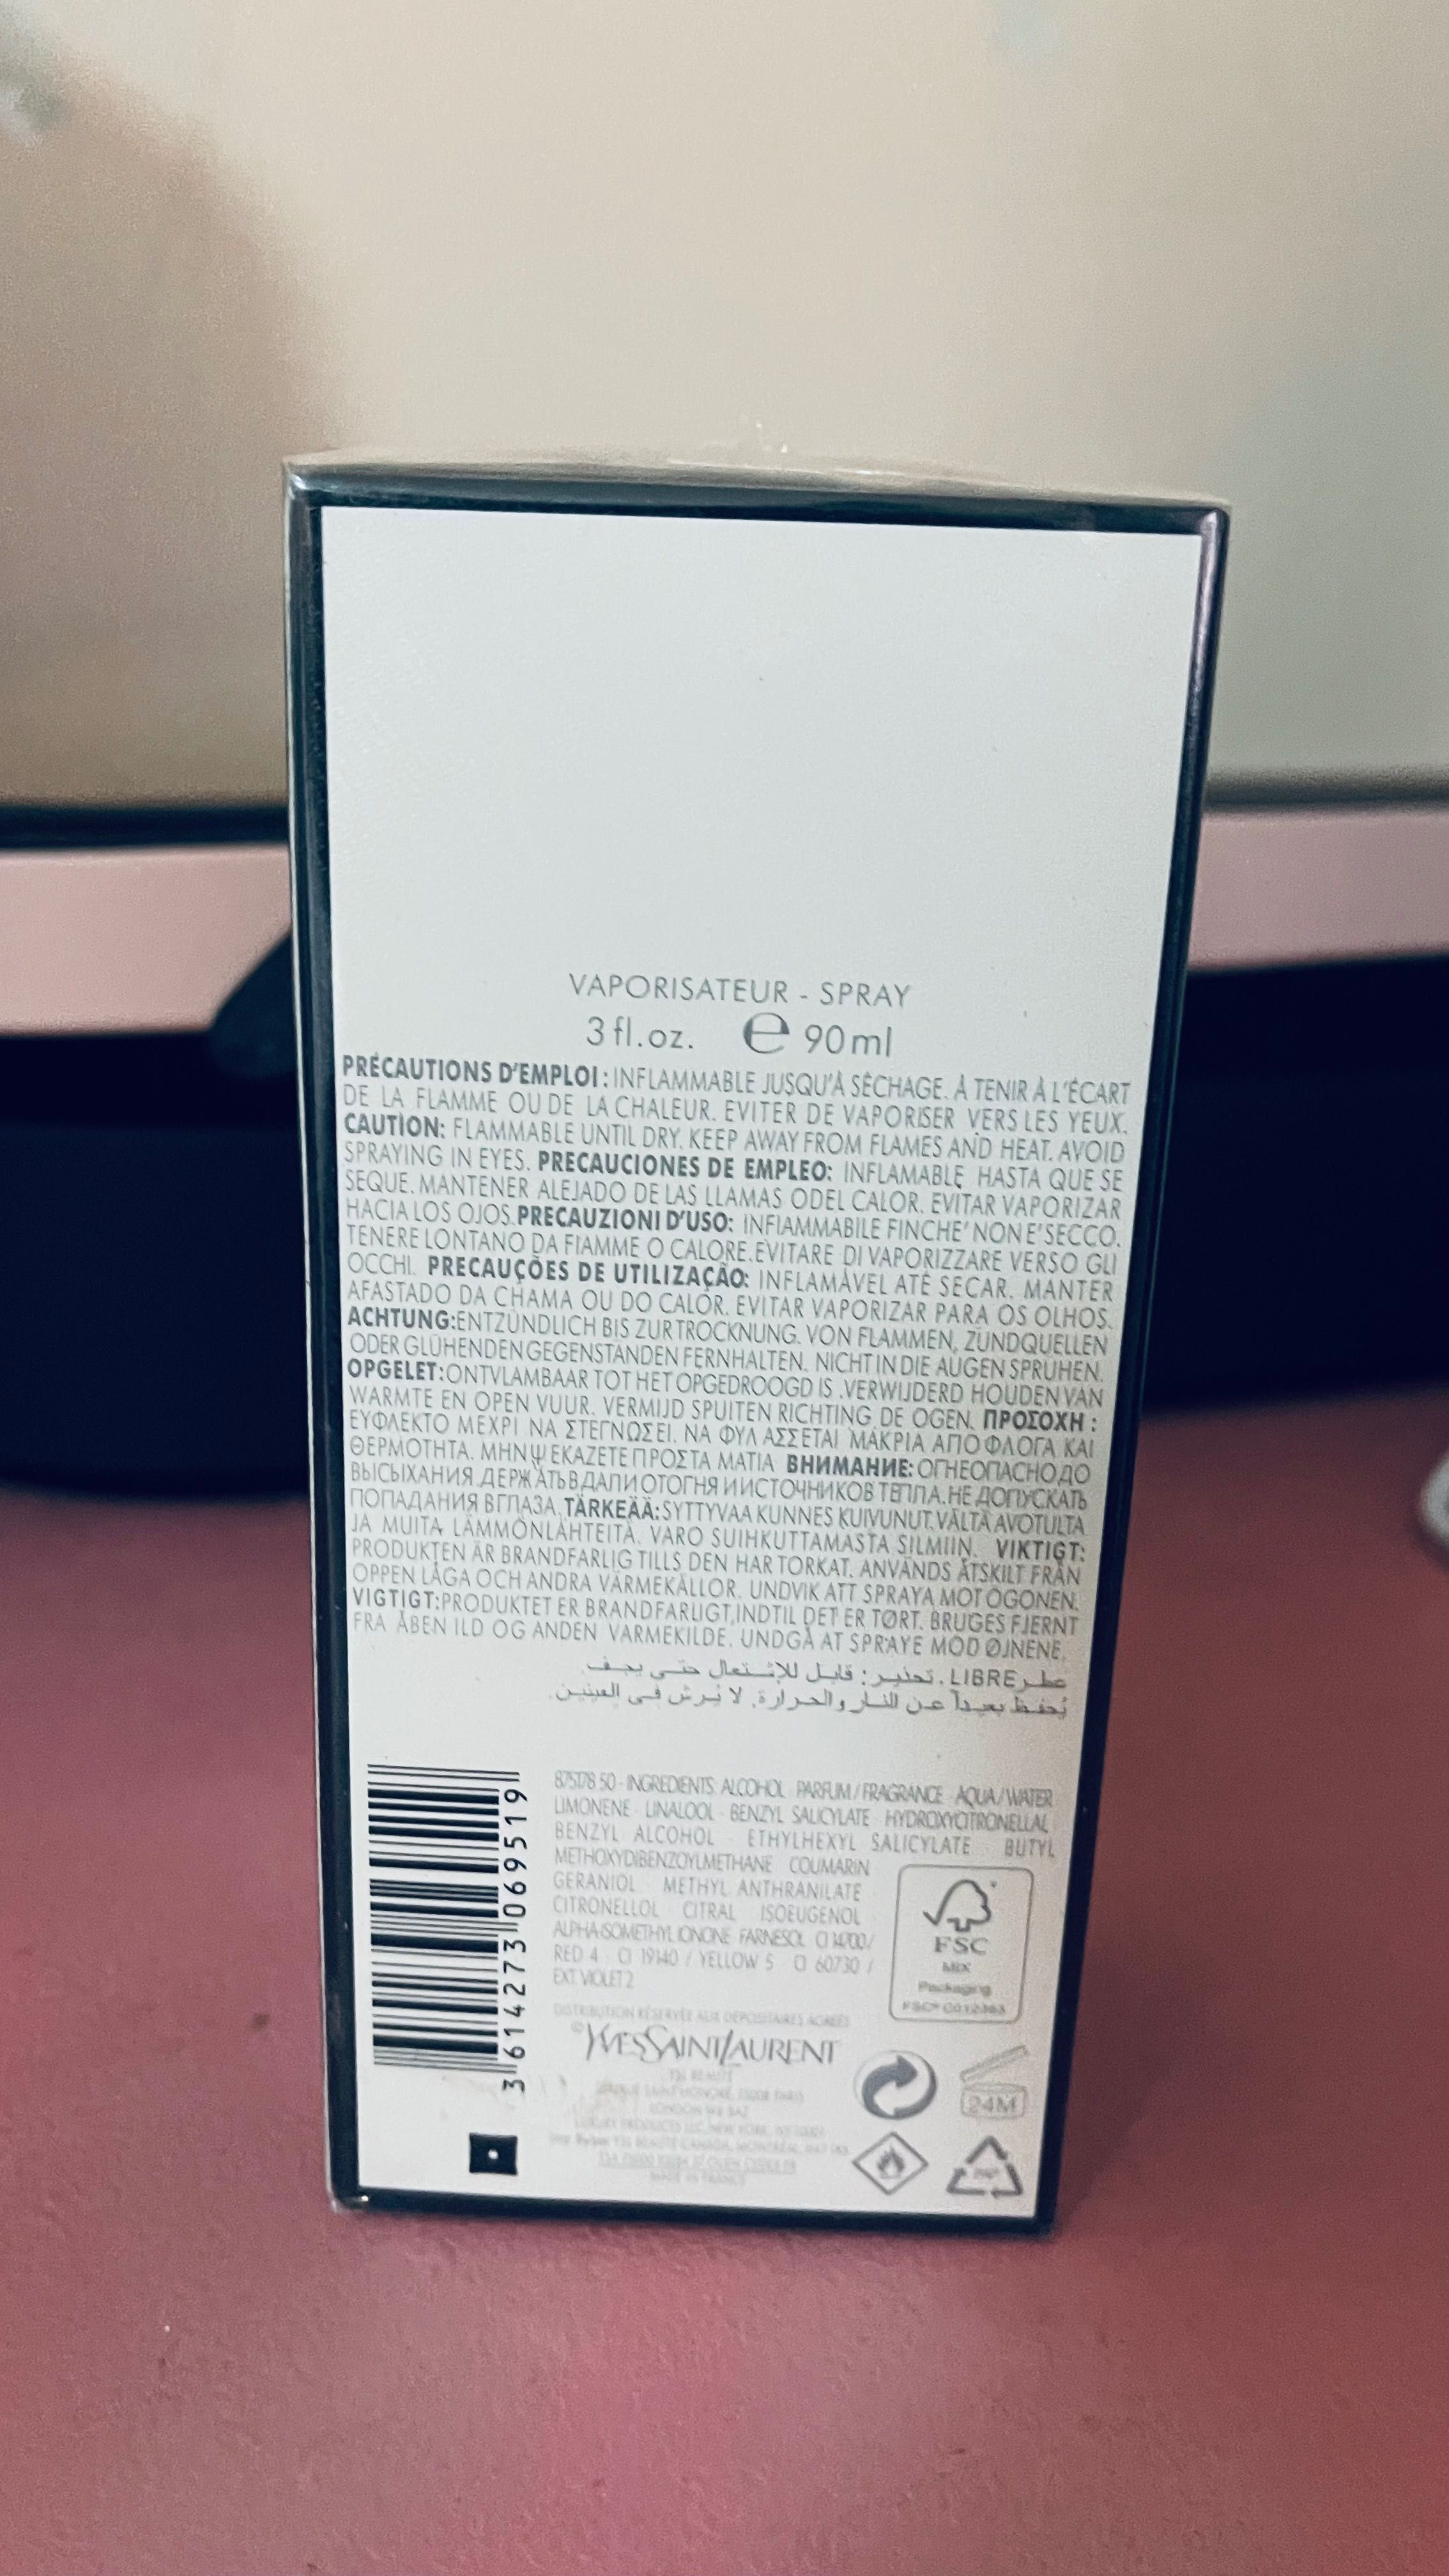 VAPORISATEUR - SPRAY
3 fl.oz. e 90 ml
PRÉCAUTIONS D'EMPLOI : INFLAMMABLE JUSQU'À SÉCHAGE. À TENIR À L'ÉCART
DE LA FLAMME OU DE LA CHALEUR. EVITER DE VAPORISER VERS LES YEUX.
CAUTION: FLAMMABLE UNTIL DRY. KEEP AWAY FROM FLAMES AND HEAT. AVOID
SPRAYING IN EYES. PRECAUCIONES DE EMPLEO: INFLAMABLE HASTA QUE SE
SEQUE. MANTENER ALEJADO DE LAS LLAMAS ODEL CALOR. EVITAR VAPORIZAR
HACIA LOS OJOS. PRECAUZIONI D'USO: INFIAMMABILE FINCHE' NON E' SECCO.
TENERE LONTANO DA FIAMME O CALORE. EVITARE DI VAPORIZZARE VERSO GLI
OCCHI. PRECAUÇÕES DE UTILIZAÇÃO: INFLAMÁVEL ATÉ SECAR. MANTER
AFASTADO DA CHAMA OU DO CALOR. EVITAR VAPORIZAR PARA OS OLHOS.
ACHTUNG: ENTZÜNDLICH BIS ZUR TROCKNUNG. VON FLAMMEN, ZÜNDQUELLEN
ODER GLÜHENDEN GEGENSTÄNDEN FERNHALTEN. NICHT IN DIE AUGEN SPRÜHEN.
OPGELET: ONTVLAMBAAR TOT HET OPGEDROOGD IS .VERWIJDERD HOUDEN VAN
WARMTE EN OPEN VUUR. VERMIJD SPUITEN RICHTING DE OGEN. ΠΡΟΣΟΧΗ :
ΕΥΦΛΕΚΤΟ ΜΕΧΡΙ ΝΑ ΣΤΕΓΝΩΣΕΙ. ΝΑ ΦΥΛΑΣΣΕΤΑΙ ΜΑΚΡΙΑ ΑΠΟ ΦΛΟΓΑ ΚΑΙ
ΘΕΡΜΟΤΗΤΑ. ΜΗΝ ΨΕΚΑΖΕΤΕ ΠΡΟΣ ΤΑ ΜΑΤΙΑ ВНИМАНИЕ: ОГНЕОПАСНО ДО
ВЫСЫХАНИЯ. ДЕРЖАТЬ В ДАЛИ ОТ ОГНЯ И ИСТОЧНИКОВ ТЕПЛА. НЕ ДОПУСКАТЬ
ПОПАДАНИЯ В ГЛАЗА. TÄRKEÄÄ: SYTTYVAA KUNNES KUIVUNUT. VÄLTÄ AVOTULTA
JA MUITA LÄMMÖNLÄHTEITÄ. VARO SUIHKUTTAMASTA SILMIIN. VIKTIGT:
PRODUKTEN ÄR BRANDFARLIG TILLS DEN HAR TORKAT. ANVÄNDS ÅTSKILT FRÅN
ÖPPEN LÅGA OCH ANDRA VÄRMEKÄLLOR. UNDVIK ATT SPRAYA MOT ÖGONEN.
VIGTIGT: PRODUKTET ER BRANDFARLIGT, INDTIL DET ER TØRT. BRUGES FJERNT
FRA ÅBEN ILD OG ANDEN VARMEKILDE. UNDGÅ AT SPRAYE MOD ØJNENE.
عطر LIBRE. تحذير : قابل للإشتعال حتى يجف.
يُحفظ بعيداً عن النار والحرارة. لا يُرش في العينين.
875178 50 - INGREDIENTS: ALCOHOL · PARFUM / FRAGRANCE · AQUA / WATER
LIMONENE · LINALOOL · BENZYL SALICYLATE · HYDROXYCITRONELLAL
BENZYL ALCOHOL · ETHYLHEXYL SALICYLATE · BUTYL
METHOXYDIBENZOYLMETHANE · COUMARIN
GERANIOL · METHYL ANTHRANILATE
CITRONELLOL · CITRAL · ISOEUGENOL
ALPHA-ISOMETHYL IONONE · FARNESOL · CI 14700 /
RED 4 · CI 19140 / YELLOW 5 · CI 60730 /
EXT. VIOLET 2
3 614273 069519
FSC
MIX
Packaging
FSC® C012363
DISTRIBUTION RÉSERVÉE AUX DEPOSITAIRES AGRÉÉS
© YVESSAINTLAURENT
YSL BEAUTÉ
24M
MADE IN FRANCE